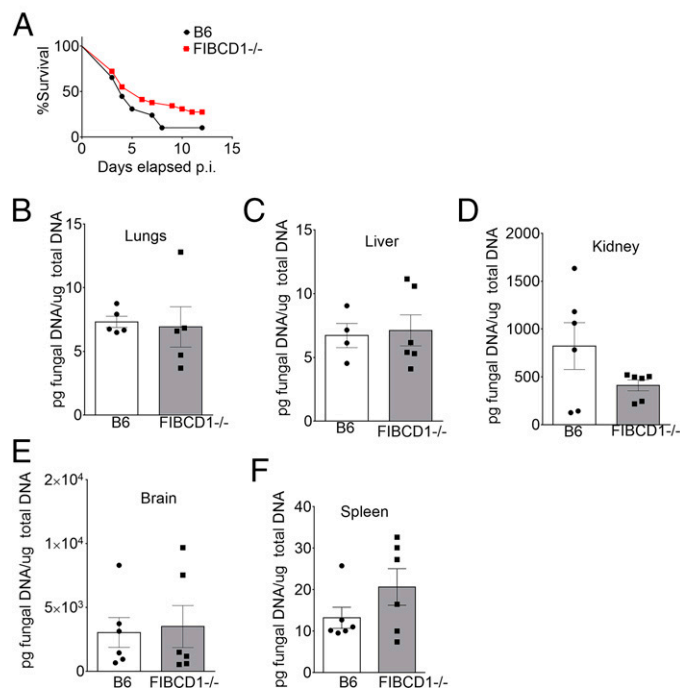 A
B6
FIBCD1-/-
%Survival
100
50
0
0 5 10 15
Days elapsed p.i.
B
Lungs
pg fungal DNA/ug total DNA
15
10
5
0
B6 FIBCD1-/-
C
Liver
pg fungal DNA/ug total DNA
15
10
5
0
B6 FIBCD1-/-
D
Kidney
pg fungal DNA/ug total DNA
2000
1500
1000
500
0
B6 FIBCD1-/-
E
Brain
pg fungal DNA/ug total DNA
2×10⁴
1×10⁴
5×10³
0
B6 FIBCD1-/-
F
Spleen
pg fungal DNA/ug total DNA
40
30
20
10
0
B6 FIBCD1-/-